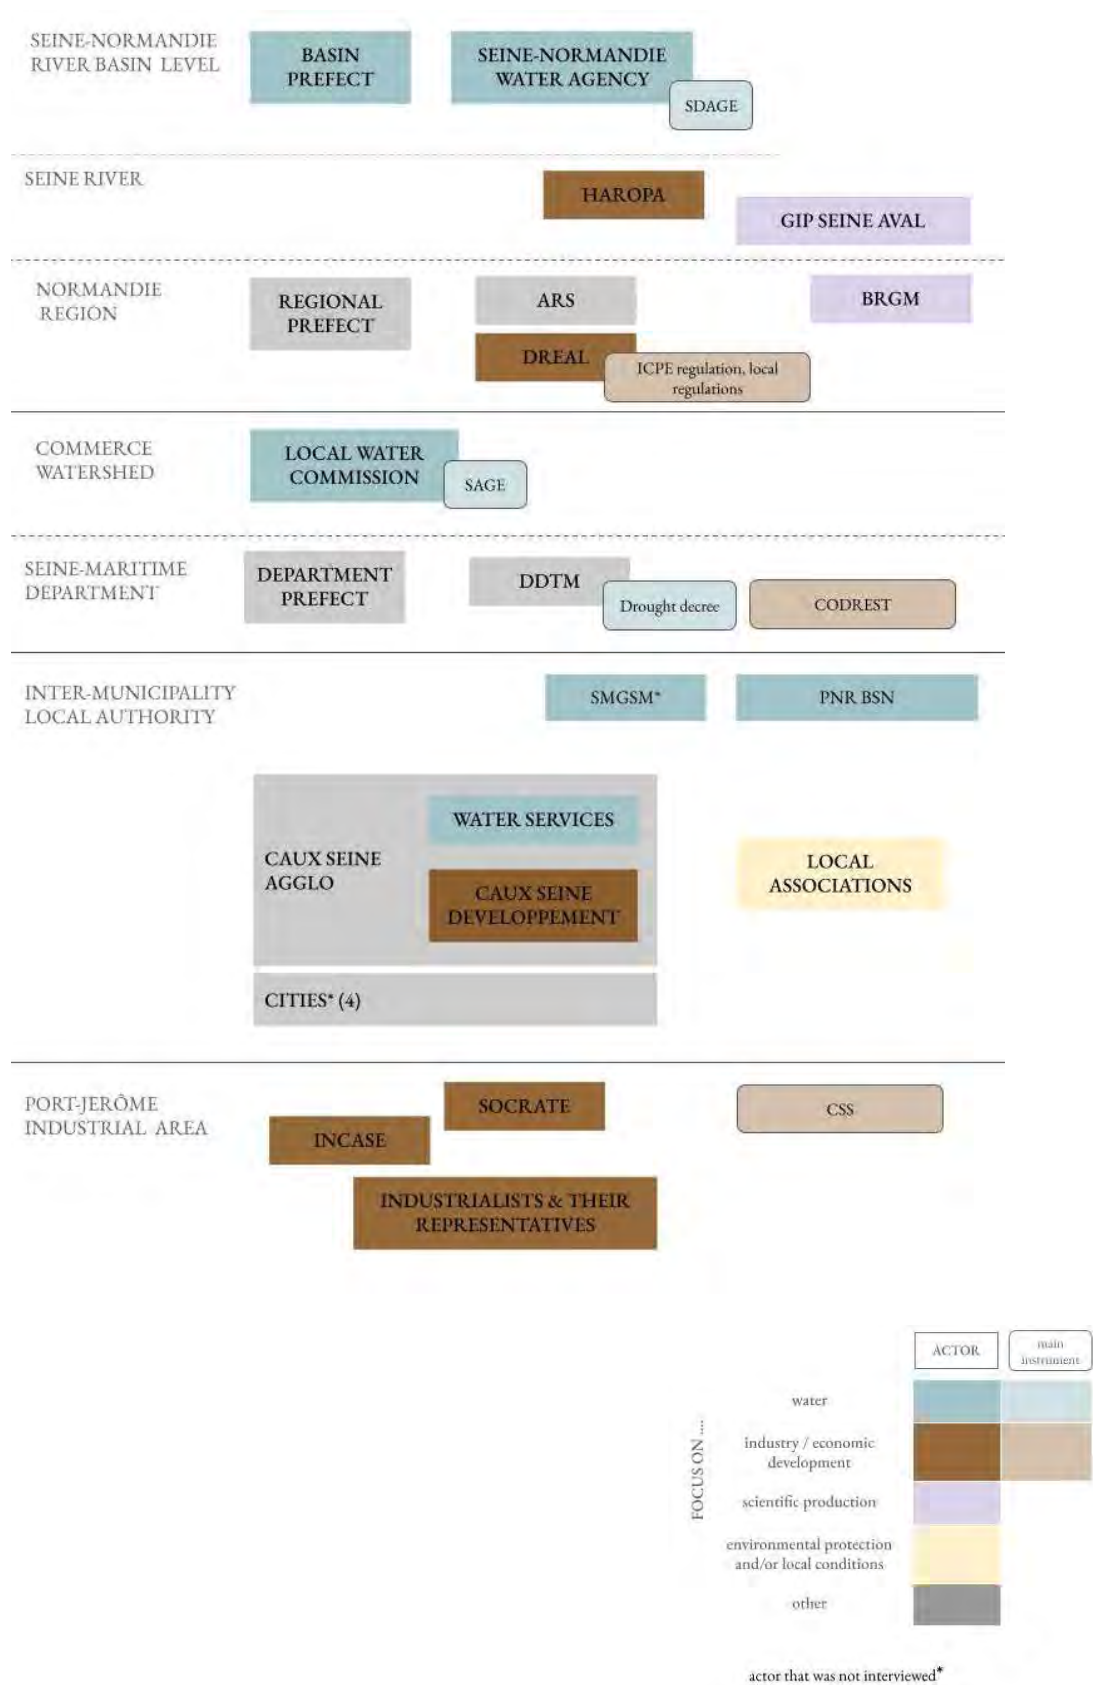 SEINE-NORMANDIE
RIVER BASIN LEVEL
BASIN
PREFECT
SEINE-NORMANDIE
WATER AGENCY
SDAGE
SEINE RIVER
HAROPA
GIP SEINE AVAL
NORMANDIE
REGION
REGIONAL
PREFECT
ARS
BRGM
DREAL
ICPE regulation, local
regulations
COMMERCE
WATERSHED
LOCAL WATER
COMMISSION
SAGE
SEINE-MARITIME
DEPARTMENT
DEPARTMENT
PREFECT
DDTM
Drought decree
CODREST
INTER-MUNICIPALITY
LOCAL AUTHORITY
SMGSM*
PNR BSN
CAUX SEINE
AGGLO
WATER SERVICES
CAUX SEINE
DEVELOPPEMENT
LOCAL
ASSOCIATIONS
CITIES* (4)
PORT-JERÔME
INDUSTRIAL AREA
SOCRATE
CSS
INCASE
INDUSTRIALISTS & THEIR
REPRESENTATIVES
ACTOR
main
instrument
FOCUS ON ....
water
industry / economic
development
scientific production
environmental protection
and/or local conditions
other
actor that was not interviewed*